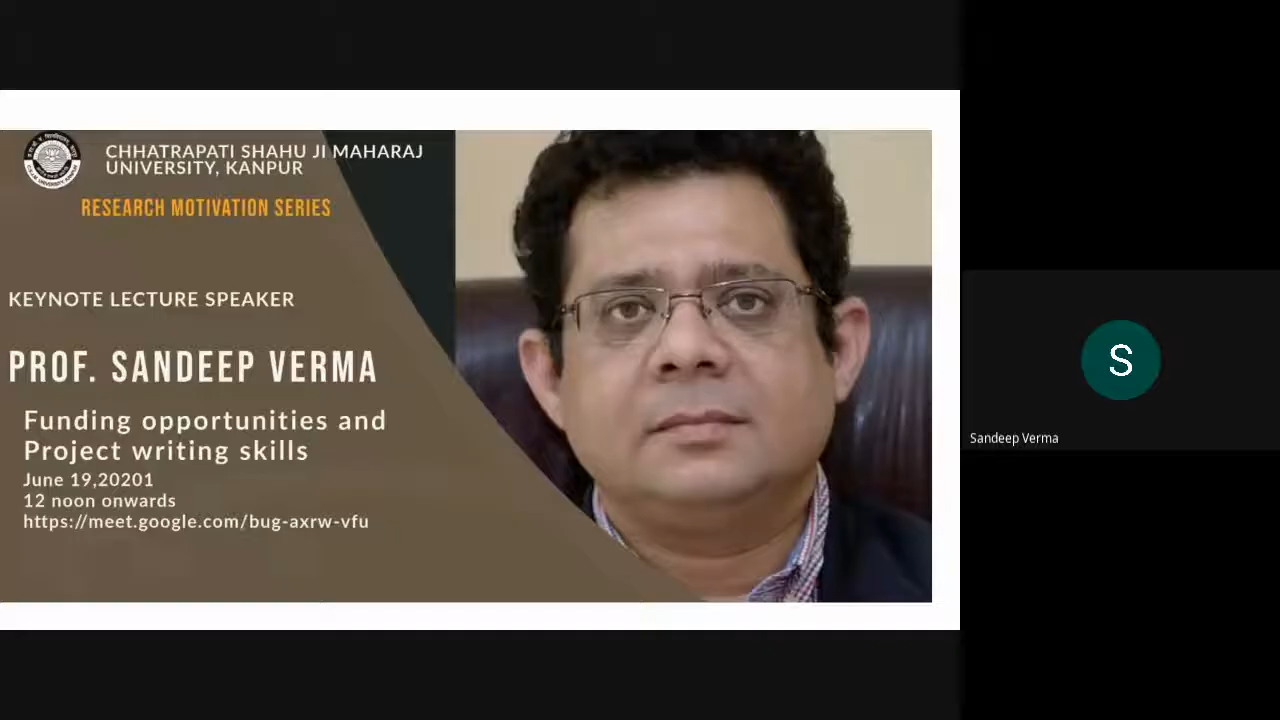 CHHATRAPATI SHAHU JI MAHARAJ
UNIVERSITY, KANPUR
RESEARCH MOTIVATION SERIES
KEYNOTE LECTURE SPEAKER
PROF. SANDEEP VERMA
Funding opportunities and
Project writing skills
June 19,20201
12 noon onwards
https://meet.google.com/bug-axrw-vfu
S
Sandeep Verma